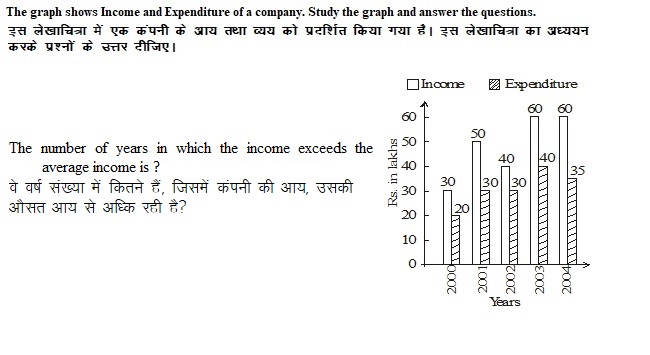 The graph shows Income and Expenditure of a company. Study the graph and answer the questions.
इस लेखाचित्रा में एक कंपनी के आय तथा व्यय को प्रदर्शित किया गया है। इस लेखाचित्रा का अध्ययन
करके प्रश्नों के उत्तर दीजिए।
Income Expenditure
The number of years in which the income exceeds the
average income is ?
वे वर्ष संख्या में कितने हैं, जिसमें कंपनी की आय, उसकी
औसत आय से अध्कि रही है?
Rs. in lakhs
60
50
40
30
20
10
0
30 20
50 30
40 30
60 40
60 35
2000 2001 2002 2003 2004
Years